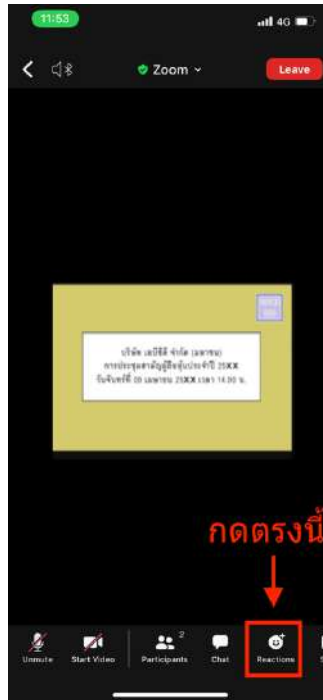 11:53
4G
Zoom
Leave
บริษัท เอบีซีดี จำกัด (มหาชน)
การประชุมสามัญผู้ถือหุ้นประจำปี 25XX
วันจันทร์ที่ 00 เมษายน 25XX เวลา 14.00 น.
กดตรงนี้
2
Unmute
Start Video
Participants
Chat
Reactions